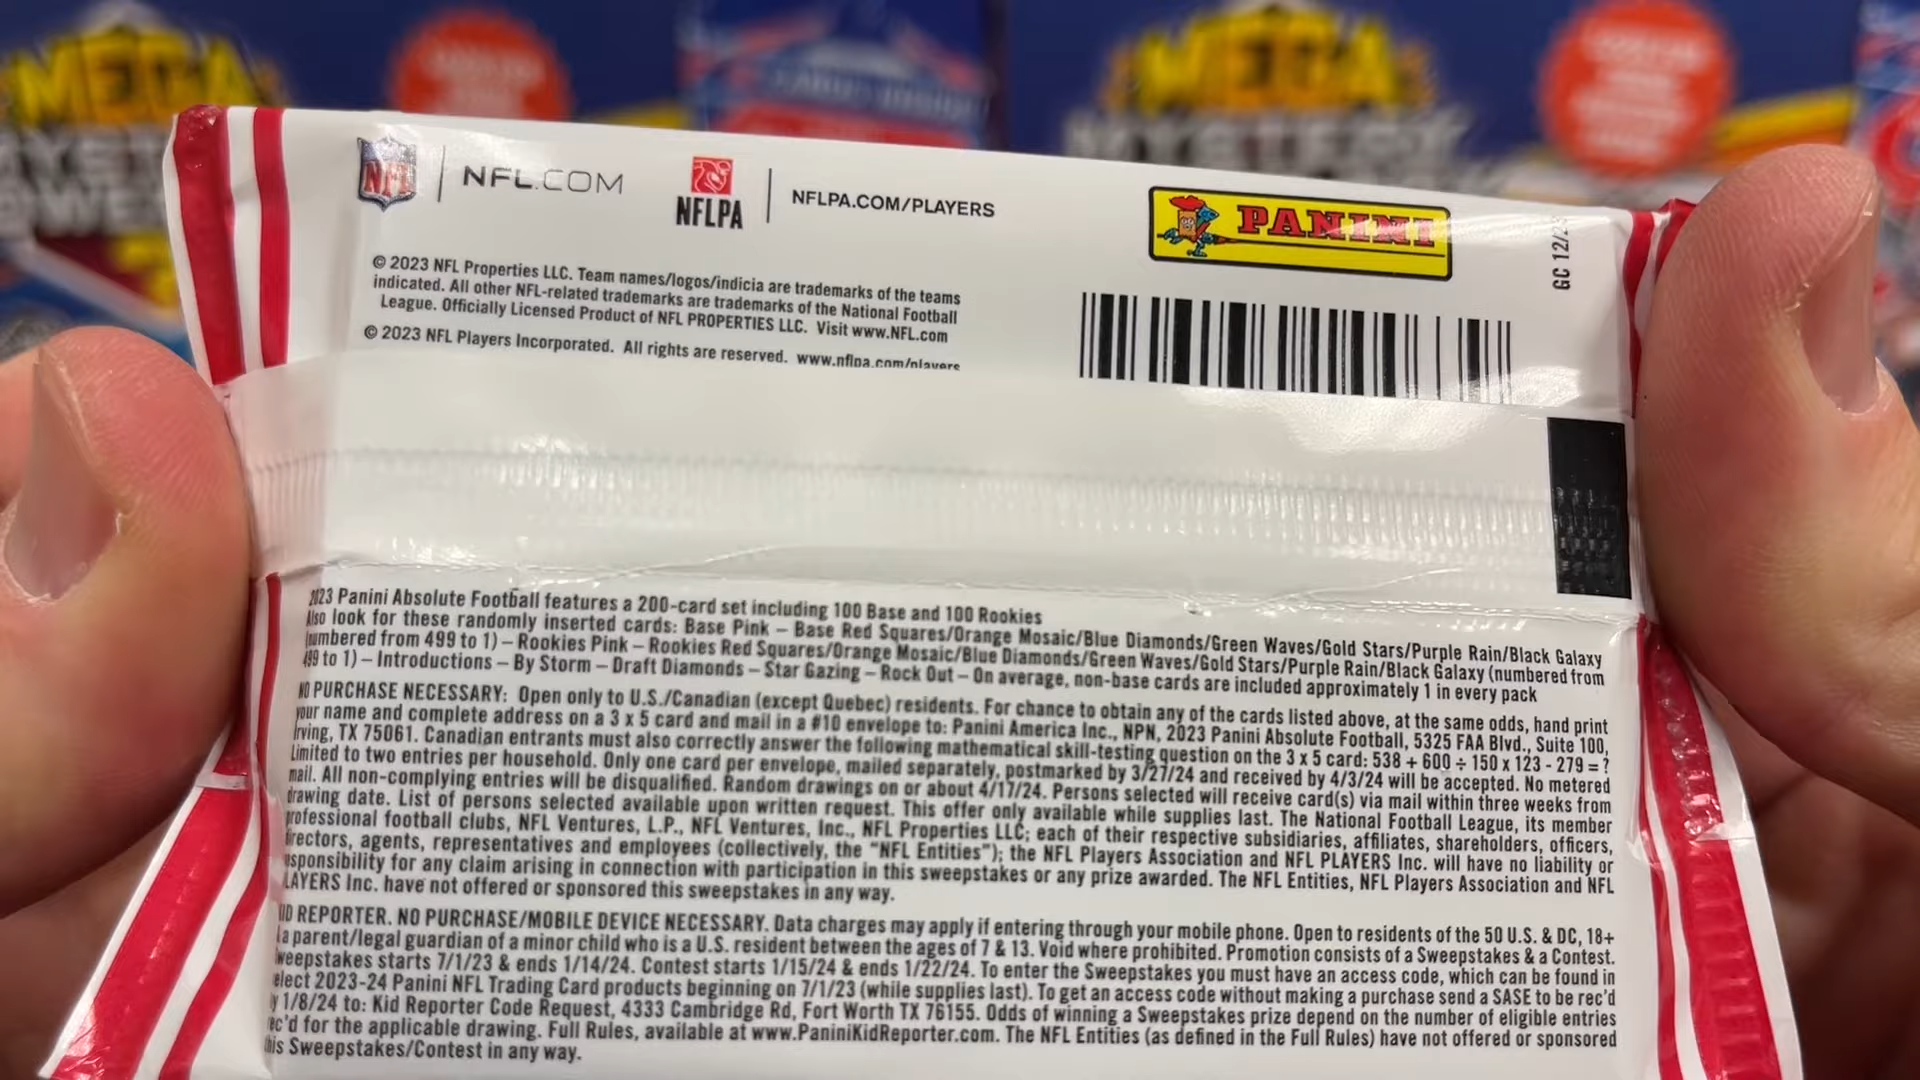 MEGA
MEGA
NFL
NFL.COM
NFLPA
NFLPA.COM/PLAYERS
PANINI
GC 12/2
© 2023 NFL Properties LLC. Team names/logos/indicia are trademarks of the teams
indicated. All other NFL-related trademarks are trademarks of the National Football
League. Officially Licensed Product of NFL PROPERTIES LLC. Visit www.NFL.com
© 2023 NFL Players Incorporated. All rights are reserved. www.nflpa.com/players
2023 Panini Absolute Football features a 200-card set including 100 Base and 100 Rookies
Also look for these randomly inserted cards: Base Pink – Base Red Squares/Orange Mosaic/Blue Diamonds/Green Waves/Gold Stars/Purple Rain/Black Galaxy
(numbered from 499 to 1) – Rookies Pink – Rookies Red Squares/Orange Mosaic/Blue Diamonds/Green Waves/Gold Stars/Purple Rain/Black Galaxy (numbered from
499 to 1) – Introductions – By Storm – Draft Diamonds – Star Gazing – Rock Out – On average, non-base cards are included approximately 1 in every pack
NO PURCHASE NECESSARY: Open only to U.S./Canadian (except Quebec) residents. For chance to obtain any of the cards listed above, at the same odds, hand print
your name and complete address on a 3 x 5 card and mail in a #10 envelope to: Panini America Inc., NPN, 2023 Panini Absolute Football, 5325 FAA Blvd., Suite 100,
Irving, TX 75061. Canadian entrants must also correctly answer the following mathematical skill-testing question on the 3 x 5 card: 538 + 600 ÷ 150 x 123 - 279 = ?
Limited to two entries per household. Only one card per envelope, mailed separately, postmarked by 3/27/24 and received by 4/3/24 will be accepted. No metered
mail. All non-complying entries will be disqualified. Random drawings on or about 4/17/24. Persons selected will receive card(s) via mail within three weeks from
drawing date. List of persons selected available upon written request. This offer only available while supplies last. The National Football League, its member
professional football clubs, NFL Ventures, L.P., NFL Ventures, Inc., NFL Properties LLC; each of their respective subsidiaries, affiliates, shareholders, officers,
directors, agents, representatives and employees (collectively, the "NFL Entities"); the NFL Players Association and NFL PLAYERS Inc. will have no liability or
sponsibility for any claim arising in connection with participation in this sweepstakes or any prize awarded. The NFL Entities, NFL Players Association and NFL
LAYERS Inc. have not offered or sponsored this sweepstakes in any way.
ID REPORTER. NO PURCHASE/MOBILE DEVICE NECESSARY. Data charges may apply if entering through your mobile phone. Open to residents of the 50 U.S. & DC, 18+
a parent/legal guardian of a minor child who is a U.S. resident between the ages of 7 & 13. Void where prohibited. Promotion consists of a Sweepstakes & a Contest.
weepstakes starts 7/1/23 & ends 1/14/24. Contest starts 1/15/24 & ends 1/22/24. To enter the Sweepstakes you must have an access code, which can be found in
elect 2023-24 Panini NFL Trading Card products beginning on 7/1/23 (while supplies last). To get an access code without making a purchase send a SASE to be rec'd
y 1/8/24 to: Kid Reporter Code Request, 4333 Cambridge Rd, Fort Worth TX 76155. Odds of winning a Sweepstakes prize depend on the number of eligible entries
ec'd for the applicable drawing. Full Rules, available at www.PaniniKidReporter.com. The NFL Entities (as defined in the Full Rules) have not offered or sponsored
his Sweepstakes/Contest in any way.